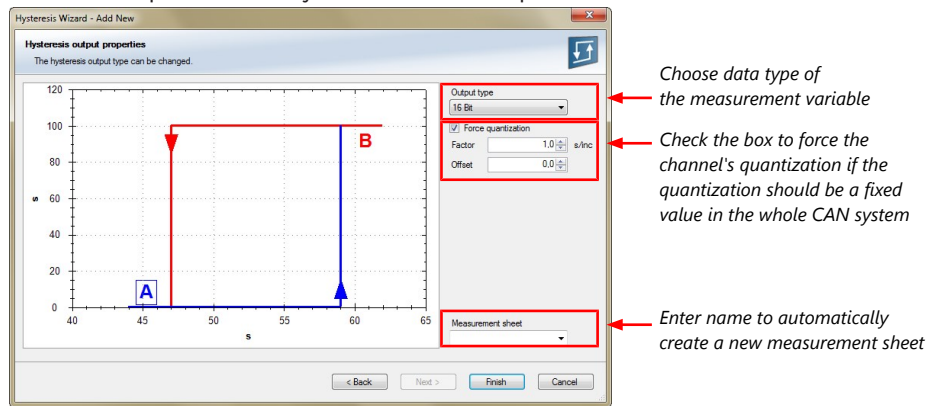 Hysteresis Wizard - Add New
Hysteresis output properties
The hysteresis output type can be changed.
120
100
80
60
40
20
0
s
40
45
50
55
60
65
s
A
B
Output type
16 Bit
Force quantization
Factor
1,0
s/inc
Offset
0,0
Measurement sheet
< Back
Next >
Finish
Cancel
Choose data type of
the measurement variable
Check the box to force the
channel's quantization if the
quantization should be a fixed
value in the whole CAN system
Enter name to automatically
create a new measurement sheet